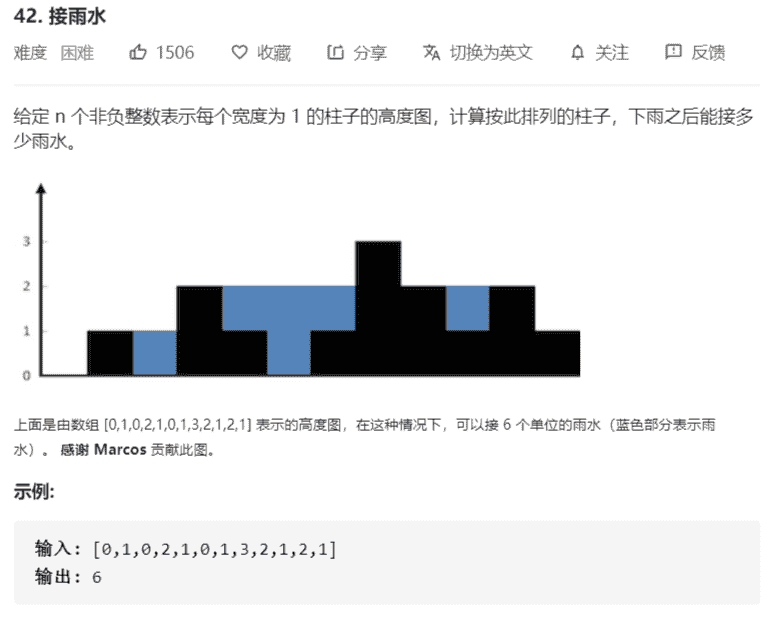 42. 接雨水
难度 困难 1506 收藏 分享 切换为英文 关注 反馈
给定 n 个非负整数表示每个宽度为 1 的柱子的高度图，计算按此排列的柱子，下雨之后能接多
少雨水。
3
2
1
0
上面是由数组 [0,1,0,2,1,0,1,3,2,1,2,1] 表示的高度图，在这种情况下，可以接 6 个单位的雨水（蓝色部分表示雨
水）。 感谢 Marcos 贡献此图。
示例:
输入: [0,1,0,2,1,0,1,3,2,1,2,1]
输出: 6